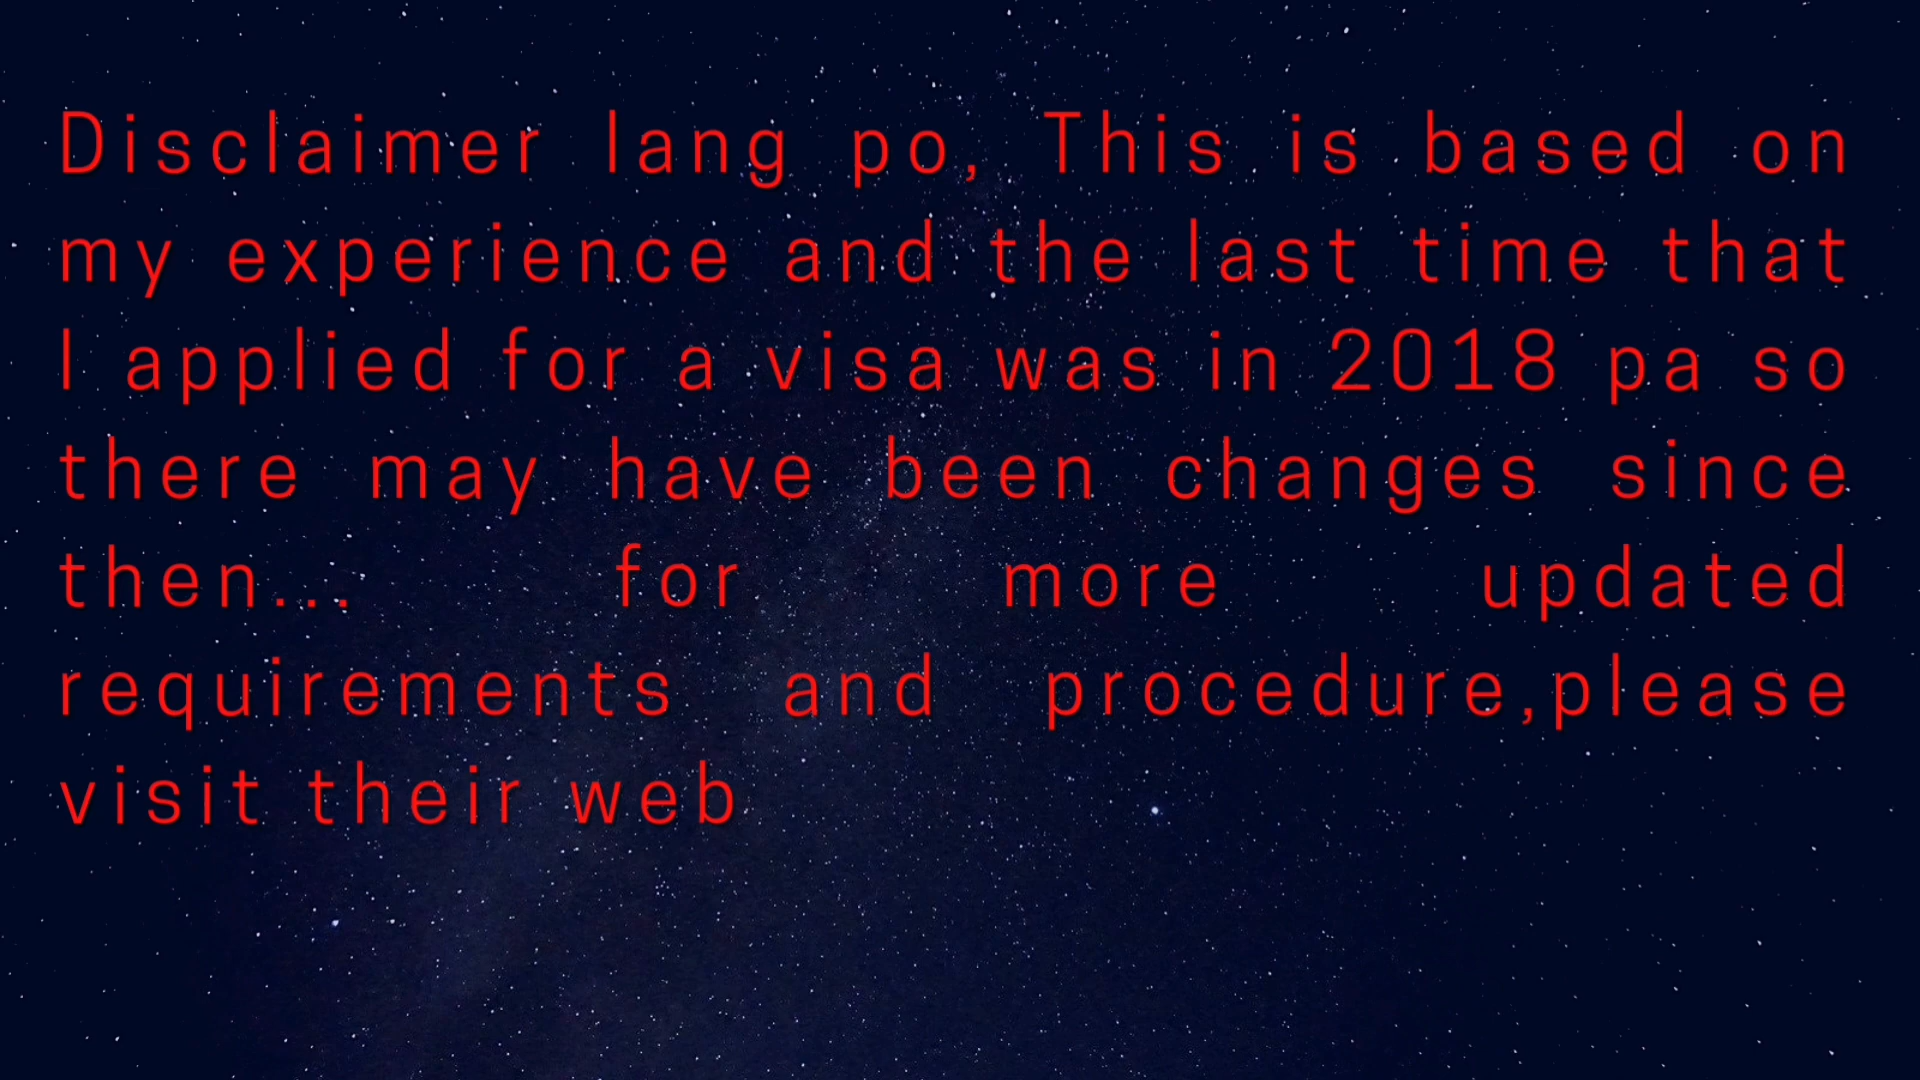 Disclaimer lang po, This is based on
my experience and the last time that
I applied for a visa was in 2018 pa so
there may have been changes since
then... for more updated
requirements and procedure,please
visit their web